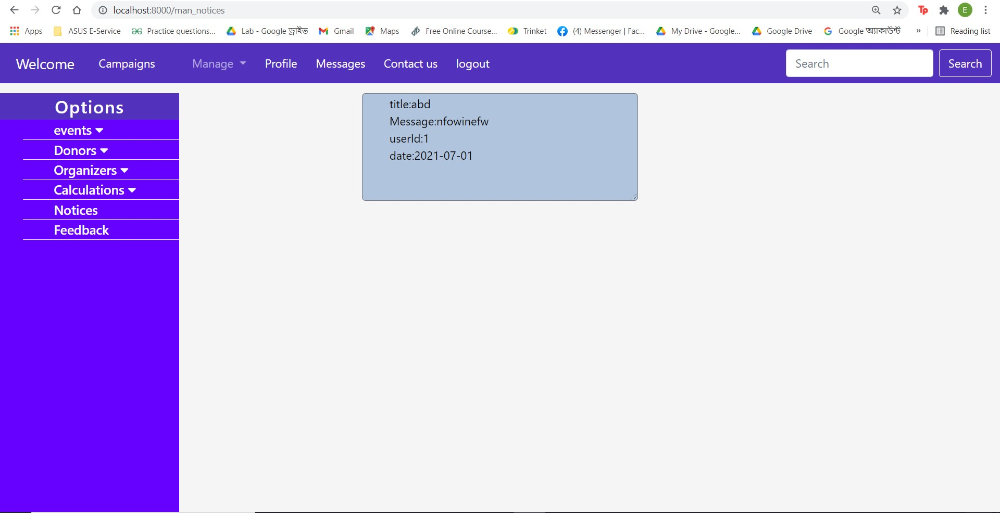 localhost:8000/man_notices
E
Apps
ASUS E-Service
Practice questions...
Lab - Google ড্রাইভ
Gmail
Maps
Free Online Course...
Trinket
(4) Messenger | Fac...
My Drive - Google...
Google Drive
Google অ্যাকাউন্ট
»
Reading list
Welcome
Campaigns
Manage
Profile
Messages
Contact us
logout
Search
Search
Options
events
Donors
Organizers
Calculations
Notices
Feedback
title:abd
Message:nfowinefw
userId:1
date:2021-07-01